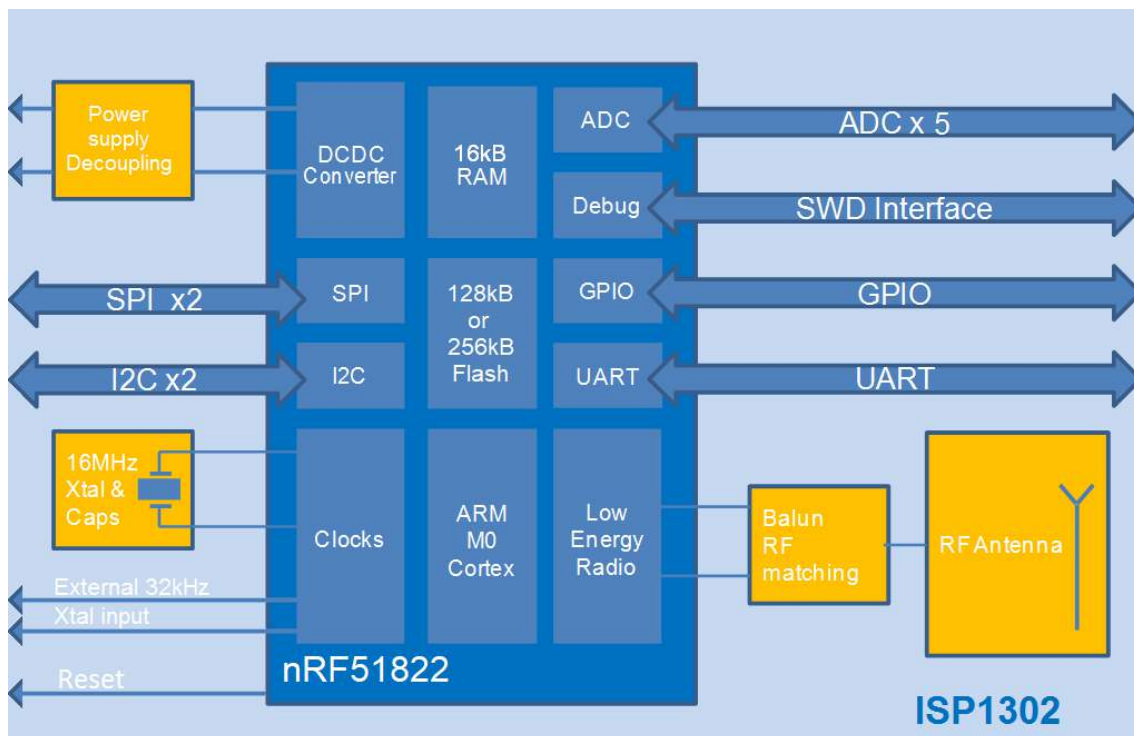 Power
supply
Decoupling
DCDC
Converter
16kB
RAM
ADC
ADC x 5
Debug
SWD Interface
SPI x2
SPI
128kB
or
256kB
Flash
GPIO
GPIO
I2C x2
I2C
UART
UART
16MHz
Xtal &
Caps
Clocks
ARM
M0
Cortex
Low
Energy
Radio
Balun
RF
matching
RF Antenna
External 32kHz
Xtal input
Reset
nRF51822
ISP1302